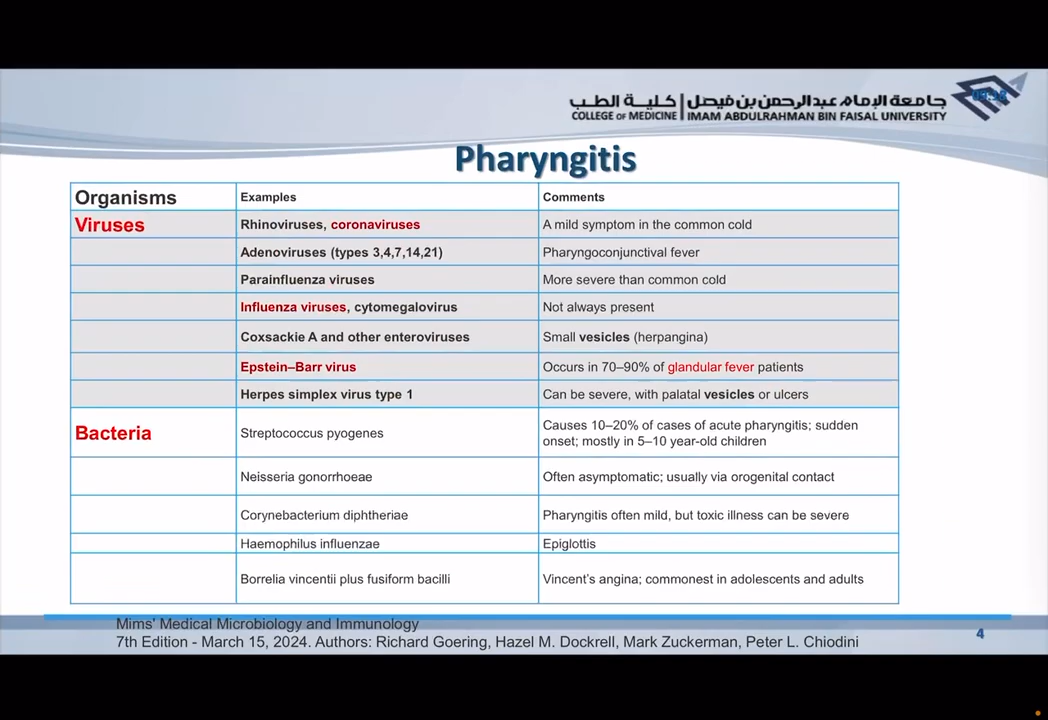 كلية الطب | جامعة الإمام عبدالرحمن بن فيصل
COLLEGE OF MEDICINE | IMAM ABDULRAHMAN BIN FAISAL UNIVERSITY
Pharyngitis
Organisms Examples Comments
Viruses Rhinoviruses, coronaviruses A mild symptom in the common cold
Adenoviruses (types 3,4,7,14,21) Pharyngoconjunctival fever
Parainfluenza viruses More severe than common cold
Influenza viruses, cytomegalovirus Not always present
Coxsackie A and other enteroviruses Small vesicles (herpangina)
Epstein–Barr virus Occurs in 70–90% of glandular fever patients
Herpes simplex virus type 1 Can be severe, with palatal vesicles or ulcers
Bacteria Streptococcus pyogenes Causes 10–20% of cases of acute pharyngitis; sudden
onset; mostly in 5–10 year-old children
Neisseria gonorrhoeae Often asymptomatic; usually via orogenital contact
Corynebacterium diphtheriae Pharyngitis often mild, but toxic illness can be severe
Haemophilus influenzae Epiglottis
Borrelia vincentii plus fusiform bacilli Vincent's angina; commonest in adolescents and adults
Mims' Medical Microbiology and Immunology
7th Edition - March 15, 2024. Authors: Richard Goering, Hazel M. Dockrell, Mark Zuckerman, Peter L. Chiodini
4